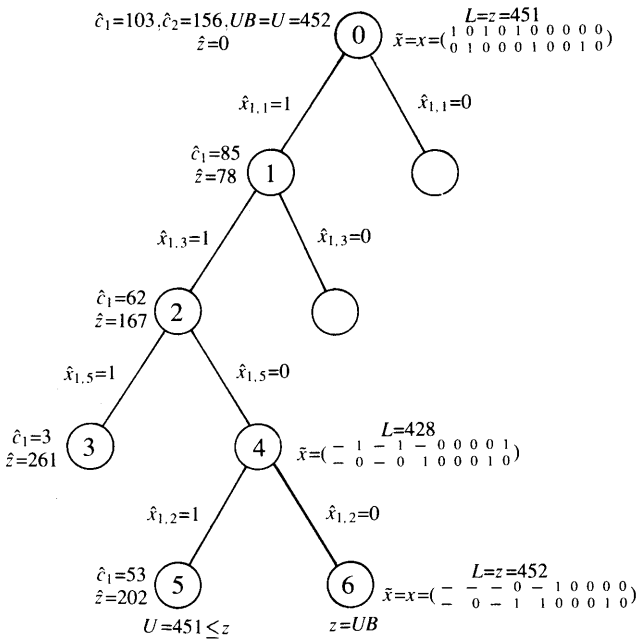 ĉ₁=103, ĉ₂=156, UB=U=452
ẑ=0
0
L=z=451
x̃=x=( 1 0 1 0 1 0 0 0 0 0
0 1 0 0 0 1 0 0 1 0 )
x̂₁,₁=1
x̂₁,₁=0
ĉ₁=85
ẑ=78
1
x̂₁,₃=1
x̂₁,₃=0
ĉ₁=62
ẑ=167
2
x̂₁,₅=1
x̂₁,₅=0
ĉ₁=3
ẑ=261
3
4
L=428
x̃=( – 1 – 1 – 0 0 0 0 1
– 0 – 0 1 0 0 0 1 0 )
x̂₁,₂=1
x̂₁,₂=0
ĉ₁=53
ẑ=202
5
6
L=z=452
x̃=x=( – – – 0 – 1 0 0 0 0
– 0 – 1 1 0 0 0 1 0 )
U=451≤z
z=UB